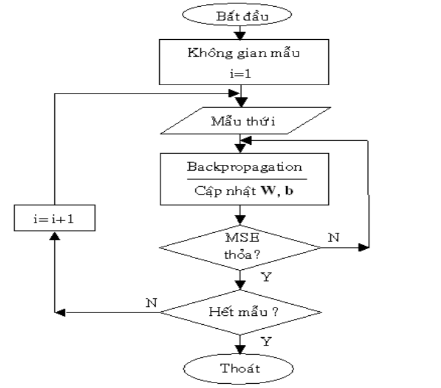 Bắt đầu
Không gian mẫu
i=1
Mẫu thứ i
Backpropagation
Cập nhật W, b
i=i+1
MSE
thỏa?
N
Y
N
Hết mẫu ?
Y
Thoát